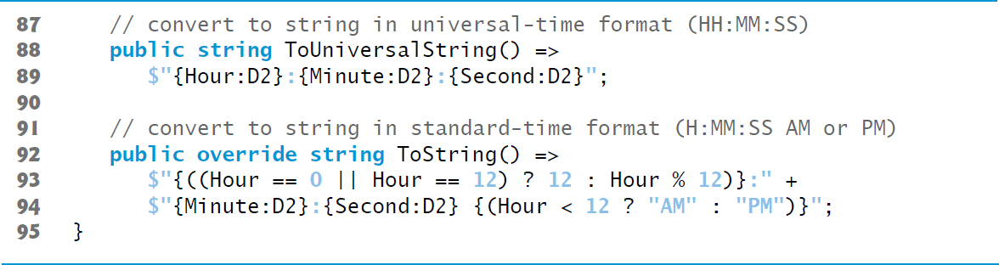 87 // convert to string in universal-time format (HH:MM:SS)
88 public string ToUniversalString() =>
89 $"{Hour:D2}:{Minute:D2}:{Second:D2}";
90
91 // convert to string in standard-time format (H:MM:SS AM or PM)
92 public override string ToString() =>
93 $"{((Hour == 0 || Hour == 12) ? 12 : Hour % 12)}:" +
94 $"{Minute:D2}:{Second:D2} {(Hour < 12 ? "AM" : "PM")}";
95 }